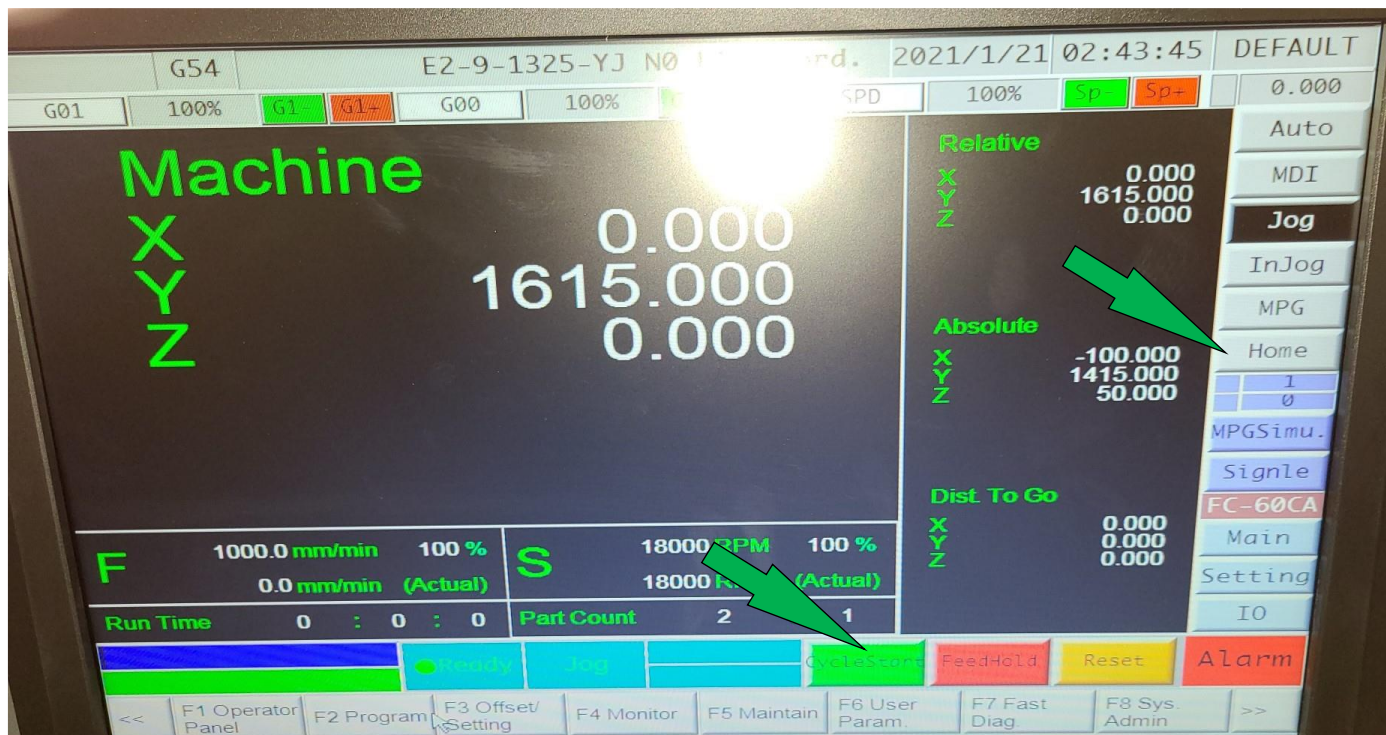 G54 E2-9-1325-YJ 2021/1/21 02:43:45 DEFAULT
G01 100% G1- G1+ G00 100% SPD 100% Sp- Sp+ 0.000
Machine
X 0.000
Y 1615.000
Z 0.000
Relative
X 0.000
Y 1615.000
Z 0.000
Absolute
X -100.000
Y 1415.000
Z 50.000
Dist. To Go
X 0.000
Y 0.000
Z 0.000
Auto
MDI
Jog
InJog
MPG
Home
1
0
MPGSimu.
Signle
FC-60CA
Main
Setting
IO
F 1000.0 mm/min 100 % S 18000 RPM 100 %
0.0 mm/min (Actual) 18000 (Actual)
Run Time 0 : 0 : 0 Part Count 2 1
Ready Jog CycleStart FeedHold Reset Alarm
<< F1 Operator Panel F2 Program F3 Offset/ Setting F4 Monitor F5 Maintain F6 User Param. F7 Fast Diag. F8 Sys. Admin >>